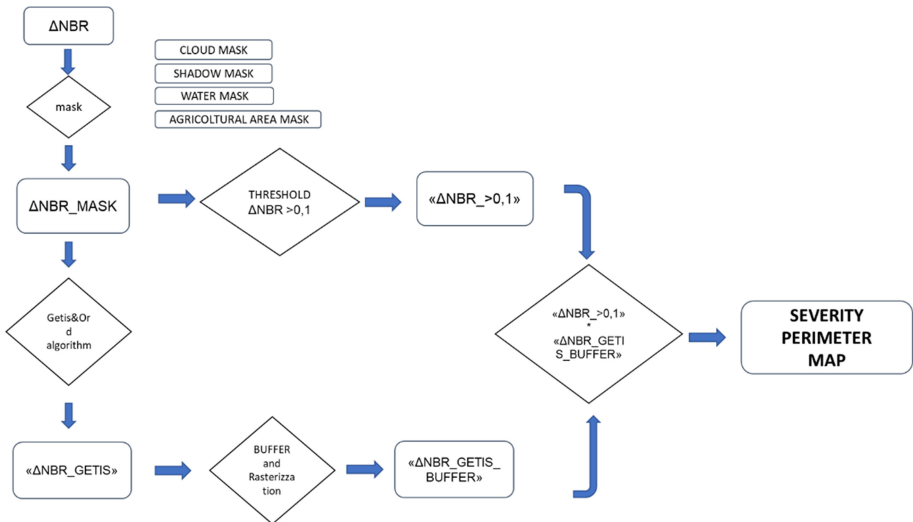 ΔNBR
mask
CLOUD MASK
SHADOW MASK
WATER MASK
AGRICOLTURAL AREA MASK
ΔNBR_MASK
THRESHOLD
ΔNBR >0,1
«ΔNBR_>0,1»
Getis&Or
d
algorithm
«ΔNBR_>0,1»
*
«ΔNBR_GETI
S_BUFFER»
SEVERITY
PERIMETER
MAP
«ΔNBR_GETIS»
BUFFER
and
Rasterizza
tion
«ΔNBR_GETIS_
BUFFER»